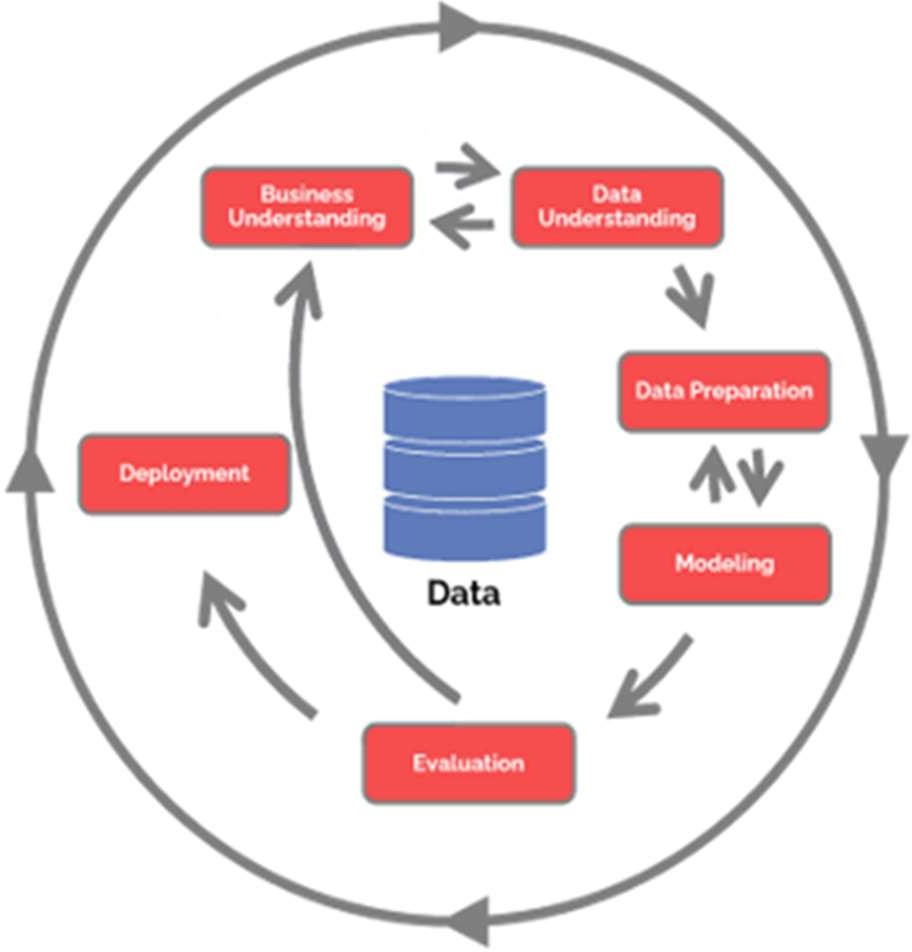 Business
Understanding
Data
Understanding
Data Preparation
Deployment
Modeling
Data
Evaluation